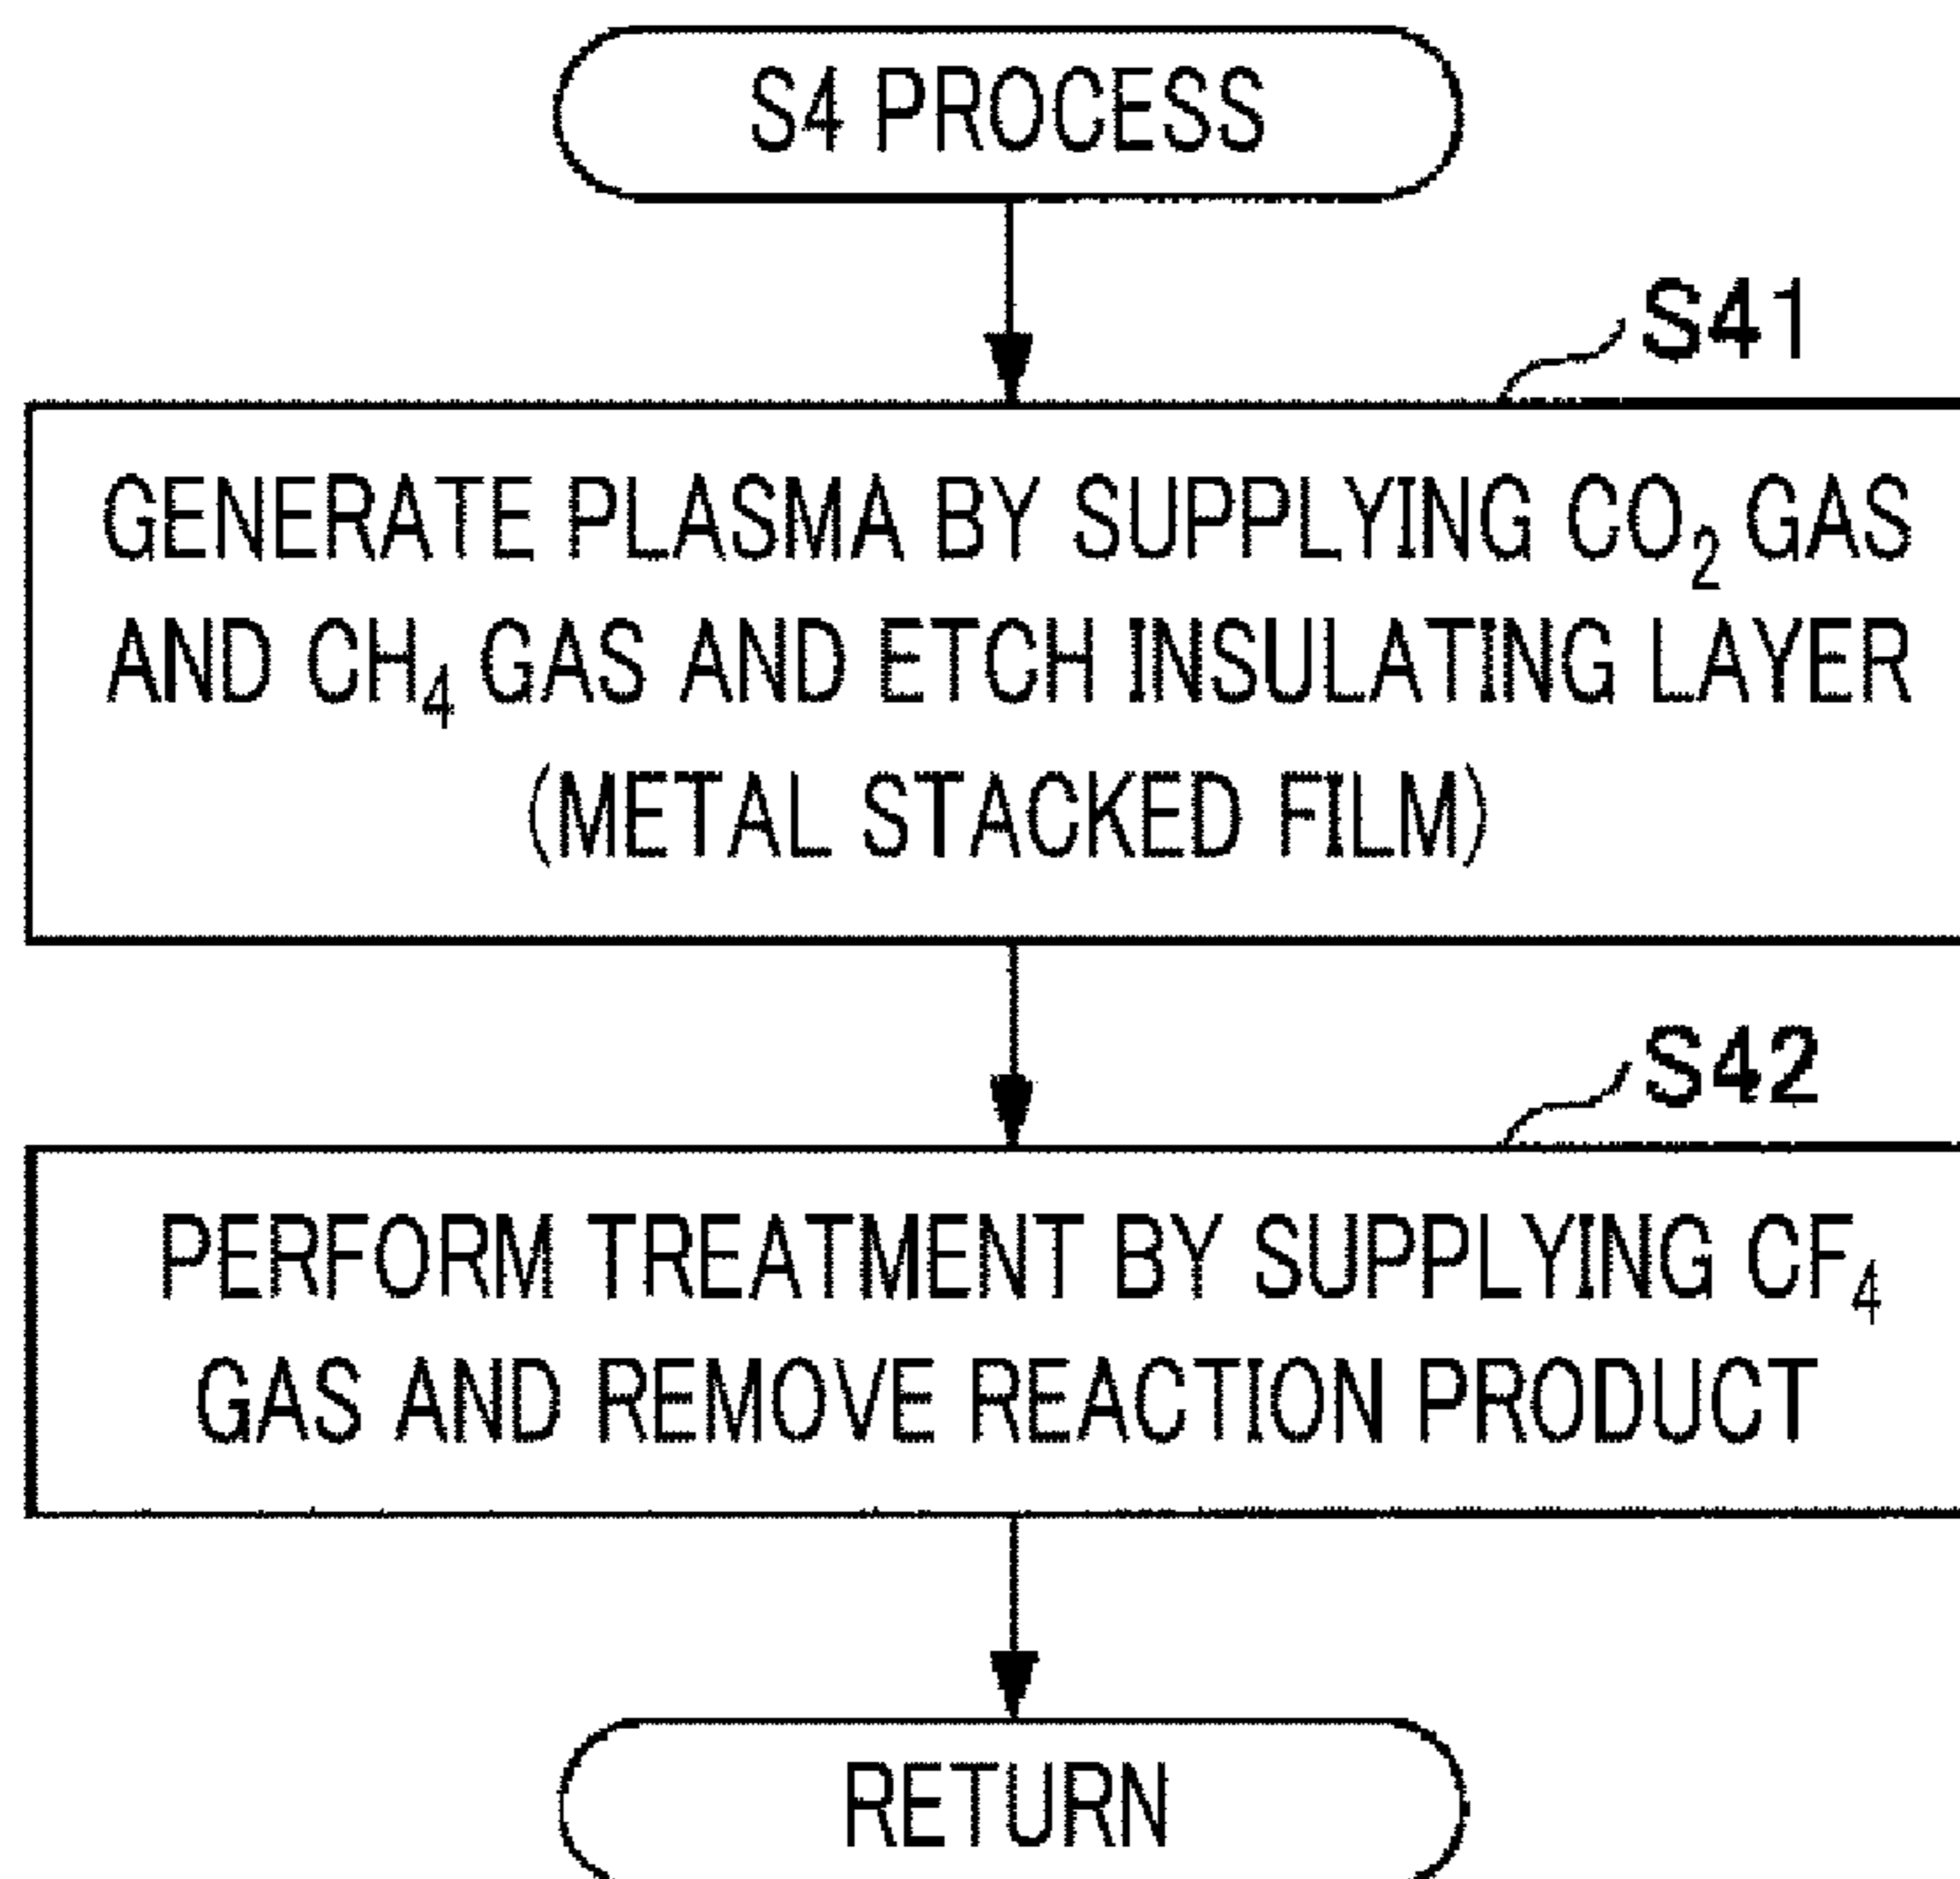 S4 PROCESS
S41
GENERATE PLASMA BY SUPPLYING CO₂ GAS
AND CH₄ GAS AND ETCH INSULATING LAYER
(METAL STACKED FILM)
S42
PERFORM TREATMENT BY SUPPLYING CF₄
GAS AND REMOVE REACTION PRODUCT
RETURN